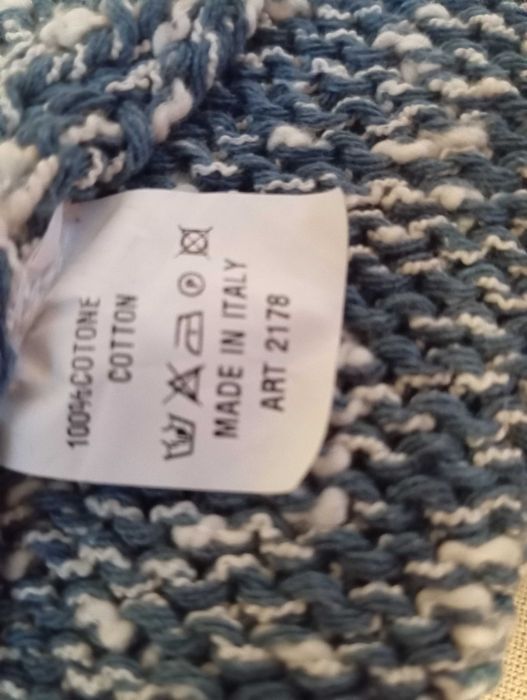 100%COTONE
COTTON
MADE IN ITALY
ART 2178